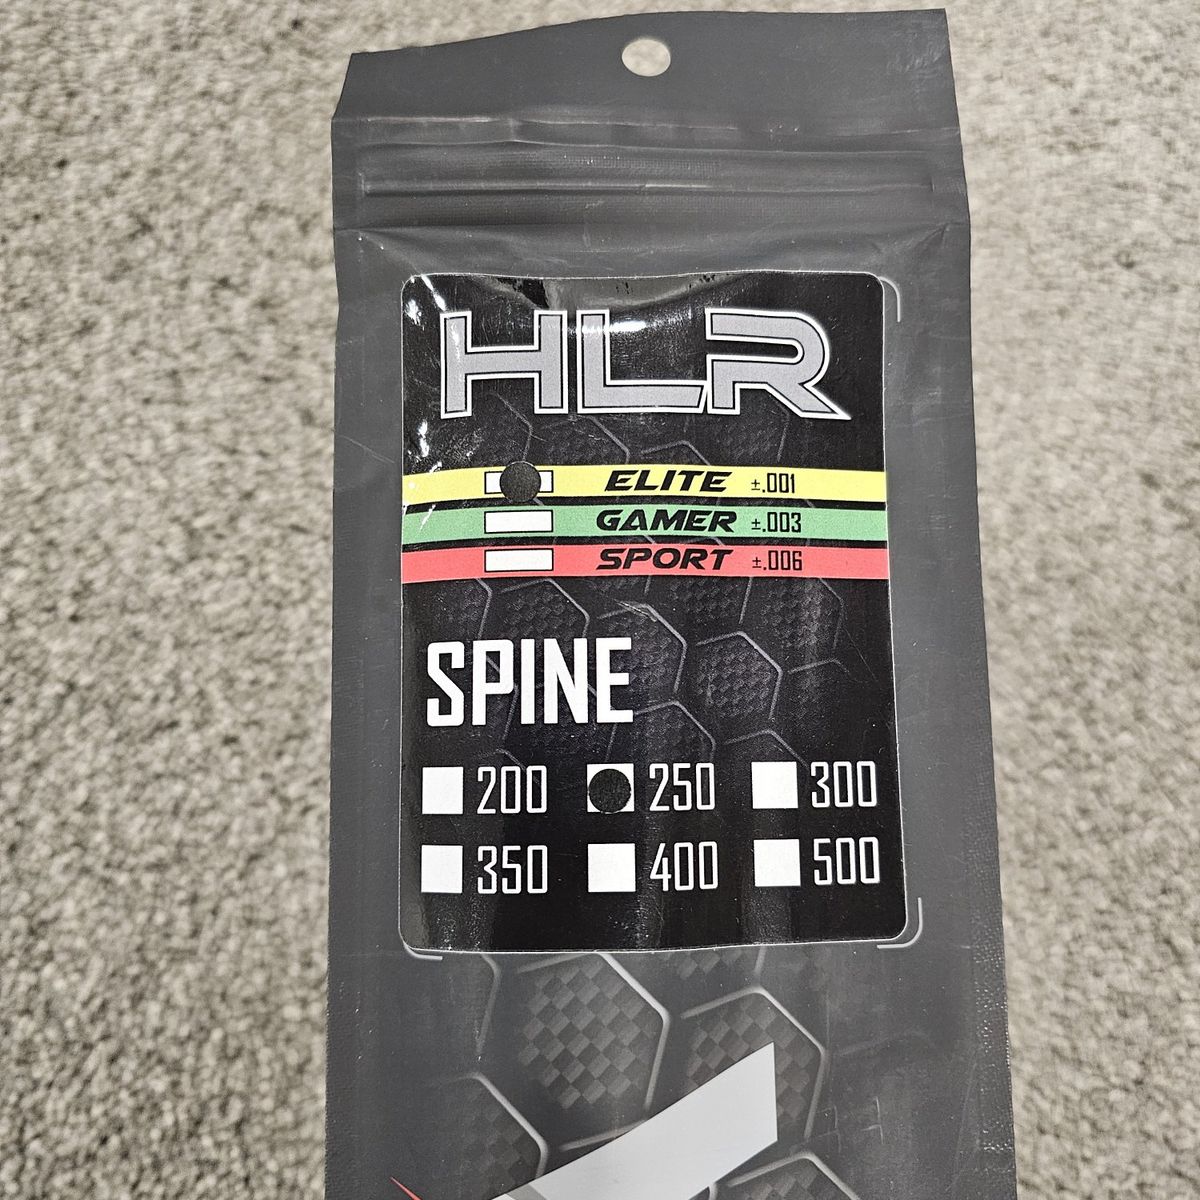 HLR
ELITE ±.001
GAMER ±.003
SPORT ±.006
SPINE
200 250 300
350 400 500